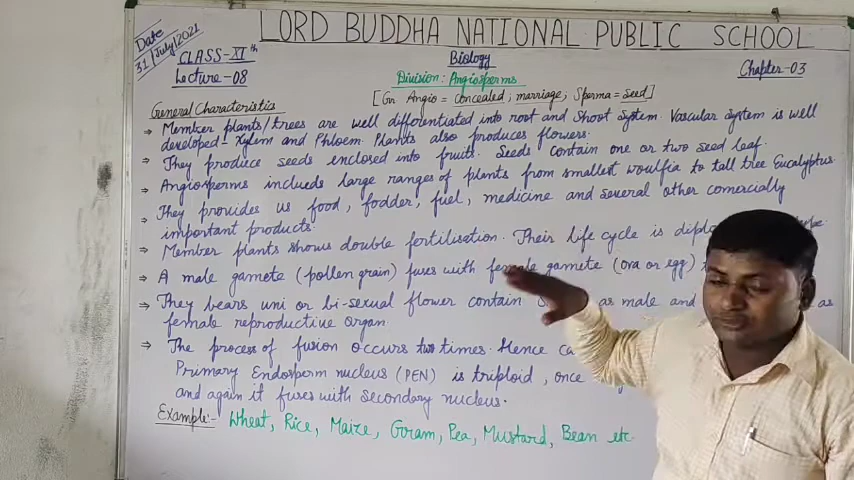 LORD BUDDHA NATIONAL PUBLIC SCHOOL
Date
31/July/2021
CLASS-XIth
Biology
Lecture-08
Division: Angiosperms
Chapter-03
[Gr Angio = Concealed, marriage; Sperma = Seed]
General Characteristics
→ Member plants/trees are well differentiated into root and Shoot System. Vascular System is well
developed! Xylem and Phloem. Plants also produces flowers.
→ They produce seeds enclosed into fruits. Seeds contain one or two seed leaf.
→ Angiosperms inclueds large ranges of plants from smallest woulfia to tall tree Eucalyptus.
→ They provides us food, fodder, fuel, medicine and several other comercially
important products.
→ Member plants shows double fertilisation. Their life cycle is
→ A male gamete (pollen grain) fuses with female gamete (ova or egg)
→ They bears uni or bi-sexual flower contain as male and as
female reproductive organ
→ The process of fusion occurs two times. Hence
Primary Endosperm nucleus (PEN) is triploid, once
and again it fuses with secondary nucleus.
Example:- Wheat, Rice, Maize, Goram, Pea, Mustard, Bean etc.